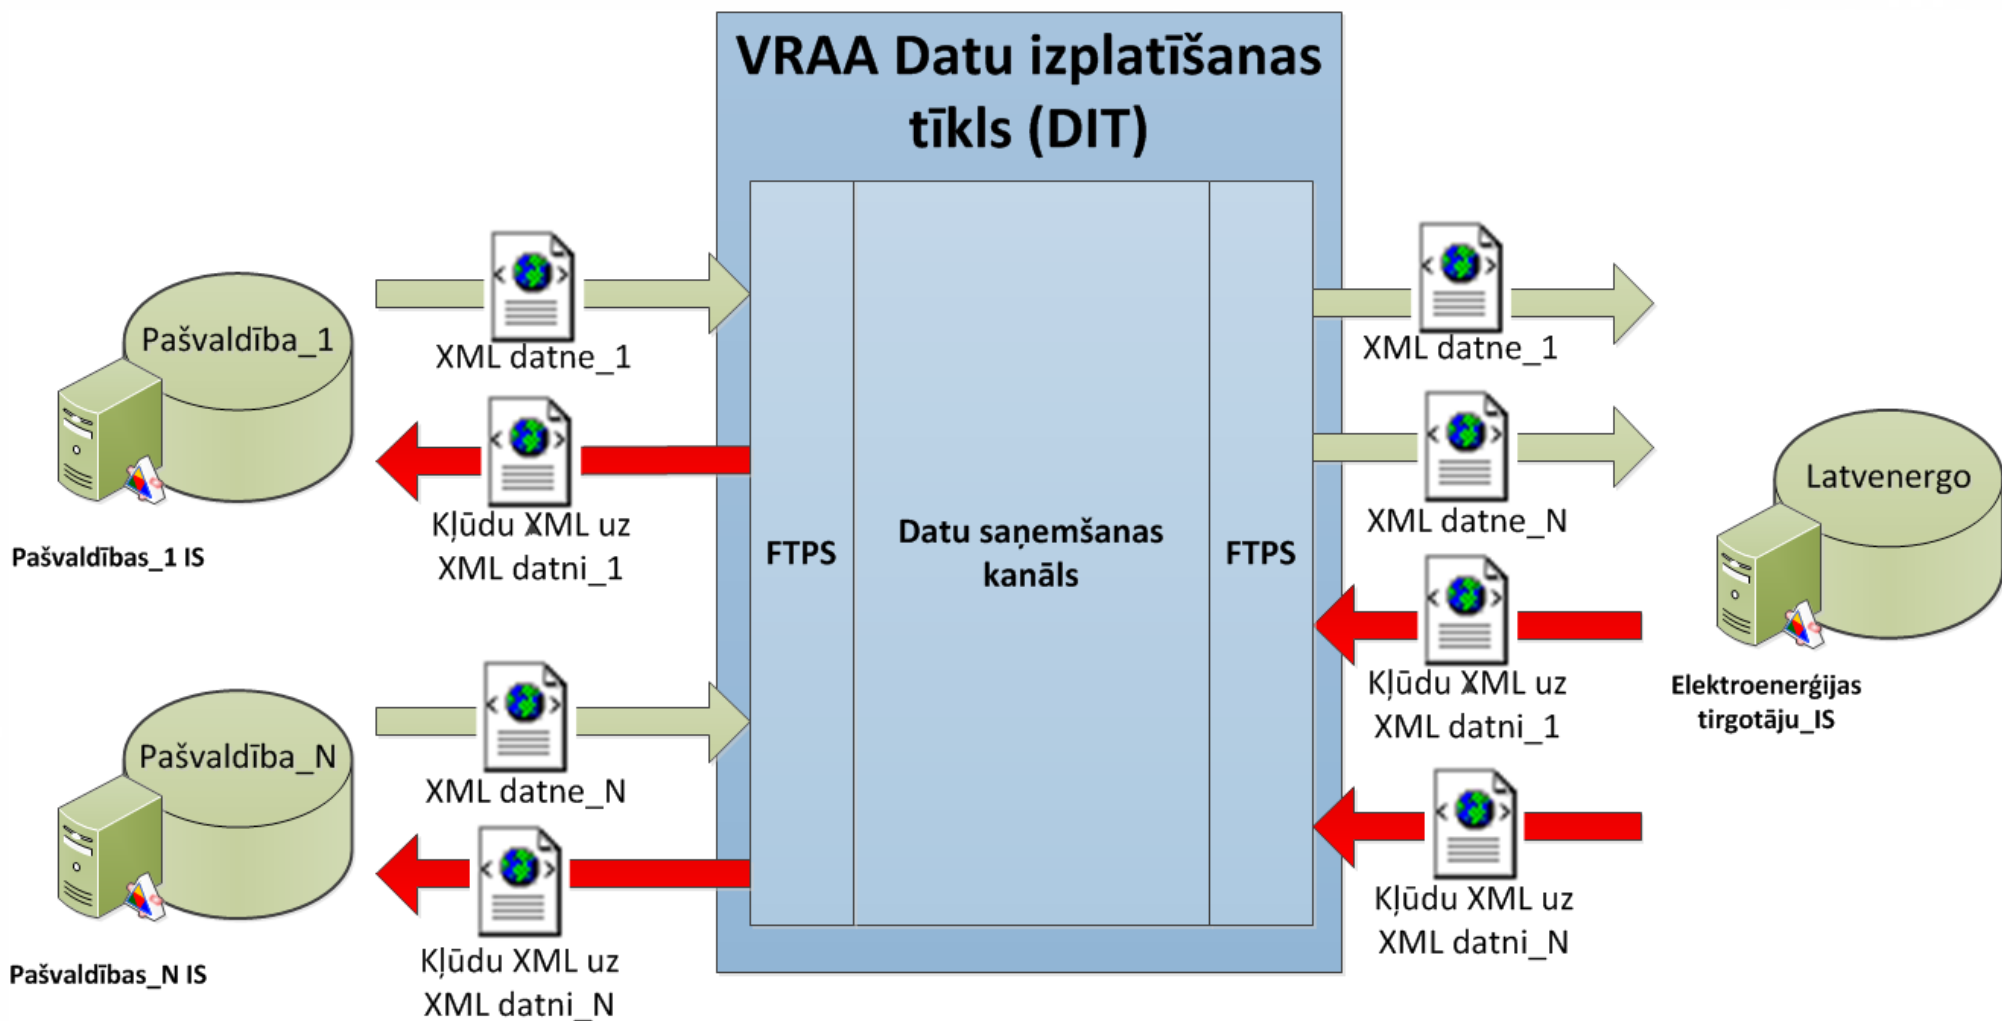 VRAA Datu izplatīšanas
tīkls (DIT)
Pašvaldība_1
Pašvaldības_1 IS
XML datne_1
Kļūdu XML uz
XML datni_1
Pašvaldība_N
Pašvaldības_N IS
XML datne_N
Kļūdu XML uz
XML datni_N
FTPS
Datu saņemšanas
kanāls
FTPS
XML datne_1
XML datne_N
Kļūdu XML uz
XML datni_1
Kļūdu XML uz
XML datni_N
Latvenergo
Elektroenerģijas
tirgotāju_IS